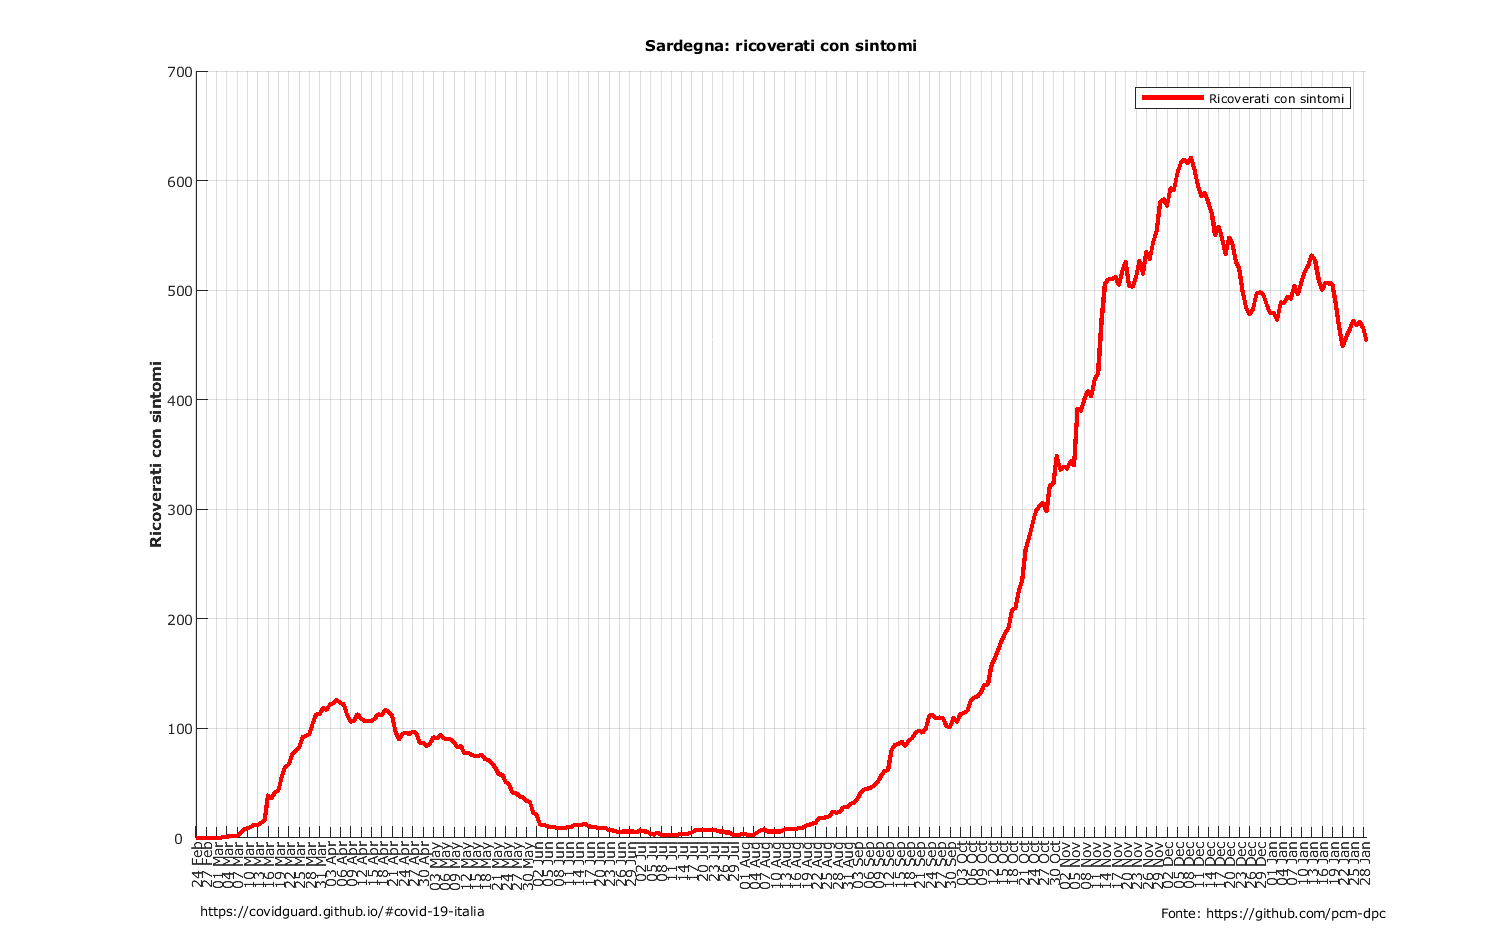 Sardegna: ricoverati con sintomi
Ricoverati con sintomi
Ricoverati con sintomi
700
600
500
400
300
200
100
0
24 Feb
27 Feb
01 Mar
04 Mar
07 Mar
10 Mar
13 Mar
16 Mar
19 Mar
22 Mar
25 Mar
28 Mar
31 Mar
03 Apr
06 Apr
09 Apr
12 Apr
15 Apr
18 Apr
21 Apr
24 Apr
27 Apr
30 Apr
03 May
06 May
09 May
12 May
15 May
18 May
21 May
24 May
27 May
30 May
02 Jun
05 Jun
08 Jun
11 Jun
14 Jun
17 Jun
20 Jun
23 Jun
26 Jun
29 Jun
02 Jul
05 Jul
08 Jul
11 Jul
14 Jul
17 Jul
20 Jul
23 Jul
26 Jul
29 Jul
01 Aug
04 Aug
07 Aug
10 Aug
13 Aug
16 Aug
19 Aug
22 Aug
25 Aug
28 Aug
31 Aug
03 Sep
06 Sep
09 Sep
12 Sep
15 Sep
18 Sep
21 Sep
24 Sep
27 Sep
30 Sep
03 Oct
06 Oct
09 Oct
12 Oct
15 Oct
18 Oct
21 Oct
24 Oct
27 Oct
30 Oct
02 Nov
05 Nov
08 Nov
11 Nov
14 Nov
17 Nov
20 Nov
23 Nov
26 Nov
29 Nov
02 Dec
05 Dec
08 Dec
11 Dec
14 Dec
17 Dec
20 Dec
23 Dec
26 Dec
29 Dec
01 Jan
04 Jan
07 Jan
10 Jan
13 Jan
16 Jan
19 Jan
22 Jan
25 Jan
28 Jan
https://covidguard.github.io/#covid-19-italia
Fonte: https://github.com/pcm-dpc